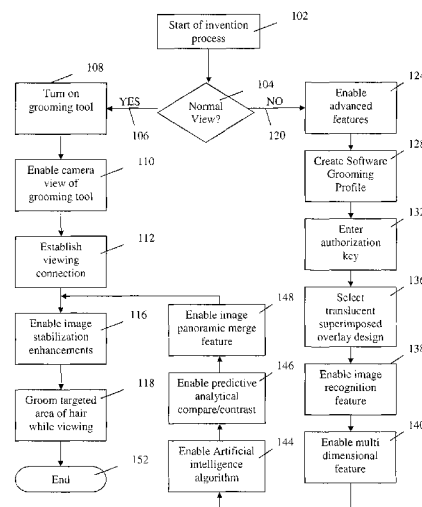 Start of invention
process
102
108
Turn on
grooming tool
YES
106
Normal
View?
104
NO
120
124
Enable
advanced
features
110
Enable camera
view of
grooming tool
128
Create Software
Grooming
Profile
112
Establish
viewing
connection
132
Enter
authorization
key
116
Enable image
stabilization
enhancements
148
Enable image
panoramic merge
feature
136
Select
translucent
superimposed
overlay design
118
Groom targeted
area of hair
while viewing
146
Enable predictive
analytical
compare/contrast
138
Enable image
recognition
feature
152
End
144
Enable Artificial
intelligence
algorithm
140
Enable multi
dimensional
feature